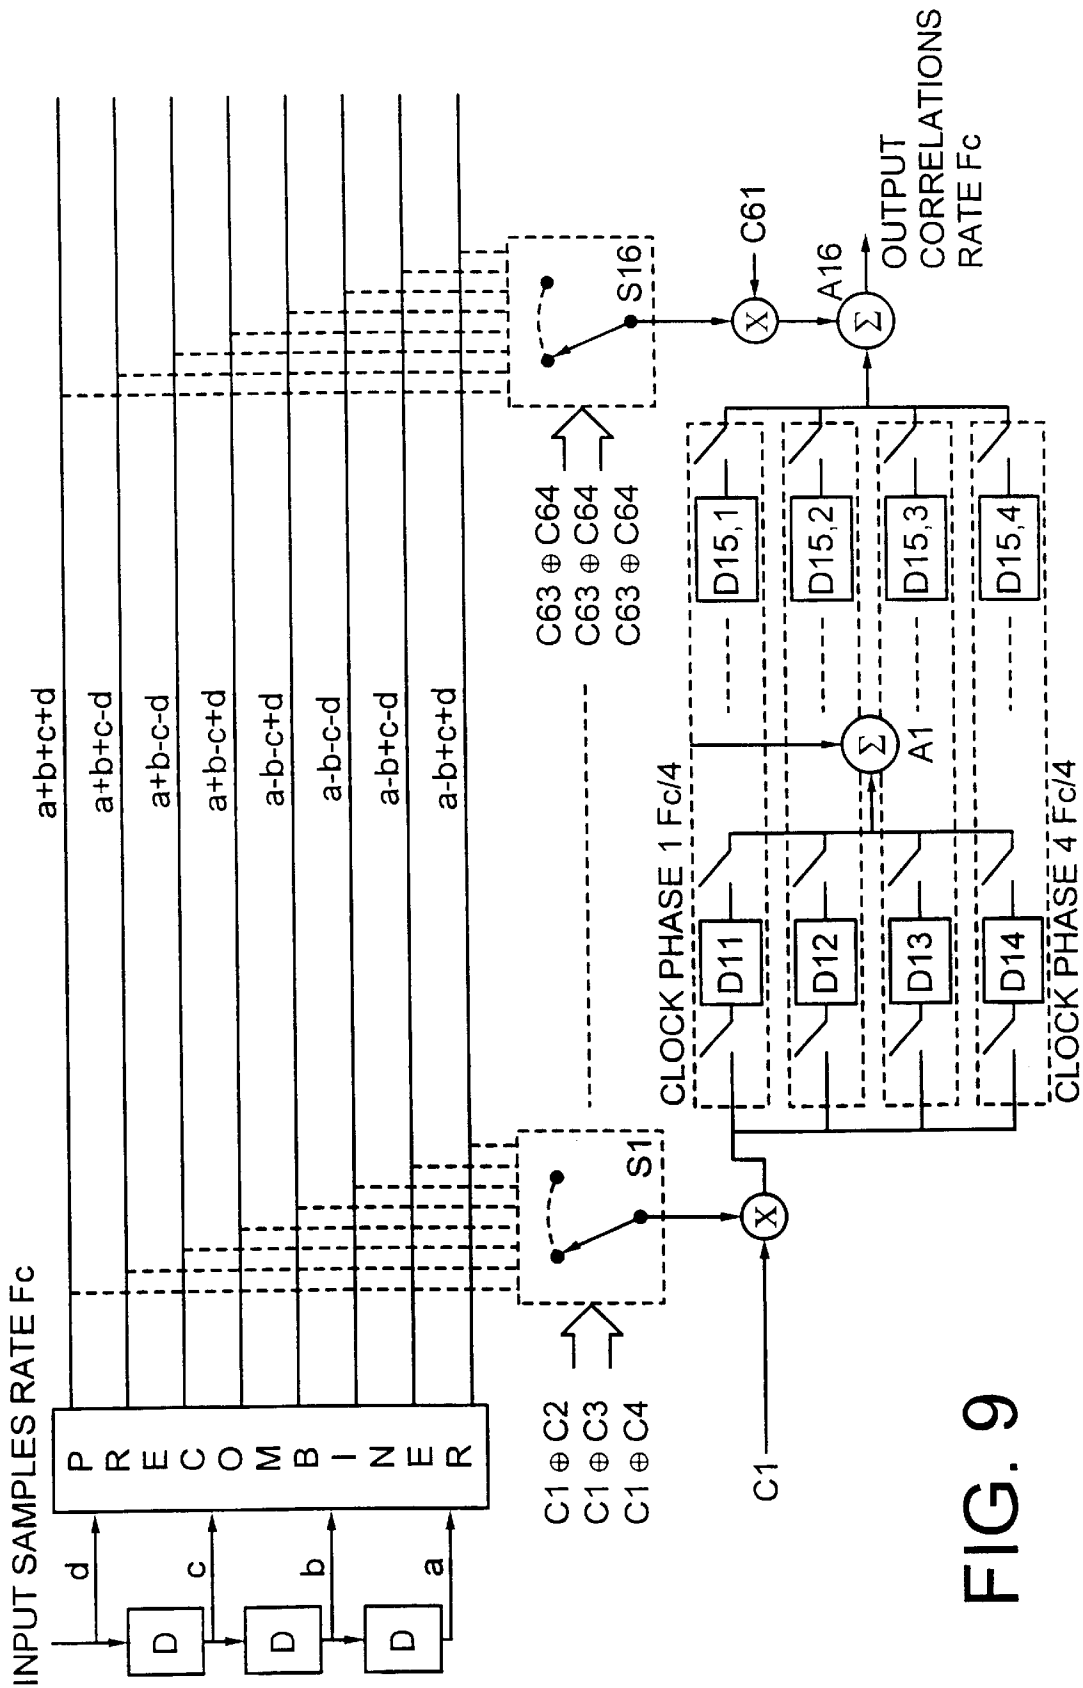 INPUT SAMPLES RATE Fc
d
c
b
a
D
D
D
PRECOMBINER
a+b+c+d
a+b+c-d
a+b-c-d
a+b-c+d
a-b-c+d
a-b-c-d
a-b+c-d
a-b+c+d
C1 ⊕ C2
C1 ⊕ C3
C1 ⊕ C4
S1
C63 ⊕ C64
C63 ⊕ C64
C63 ⊕ C64
S16
C1
X
X
C61
A16
Σ
OUTPUT
CORRELATIONS
RATE Fc
CLOCK PHASE 1 Fc/4
D11
D12
D13
D14
Σ
A1
D15,1
D15,2
D15,3
D15,4
CLOCK PHASE 4 Fc/4
FIG. 9